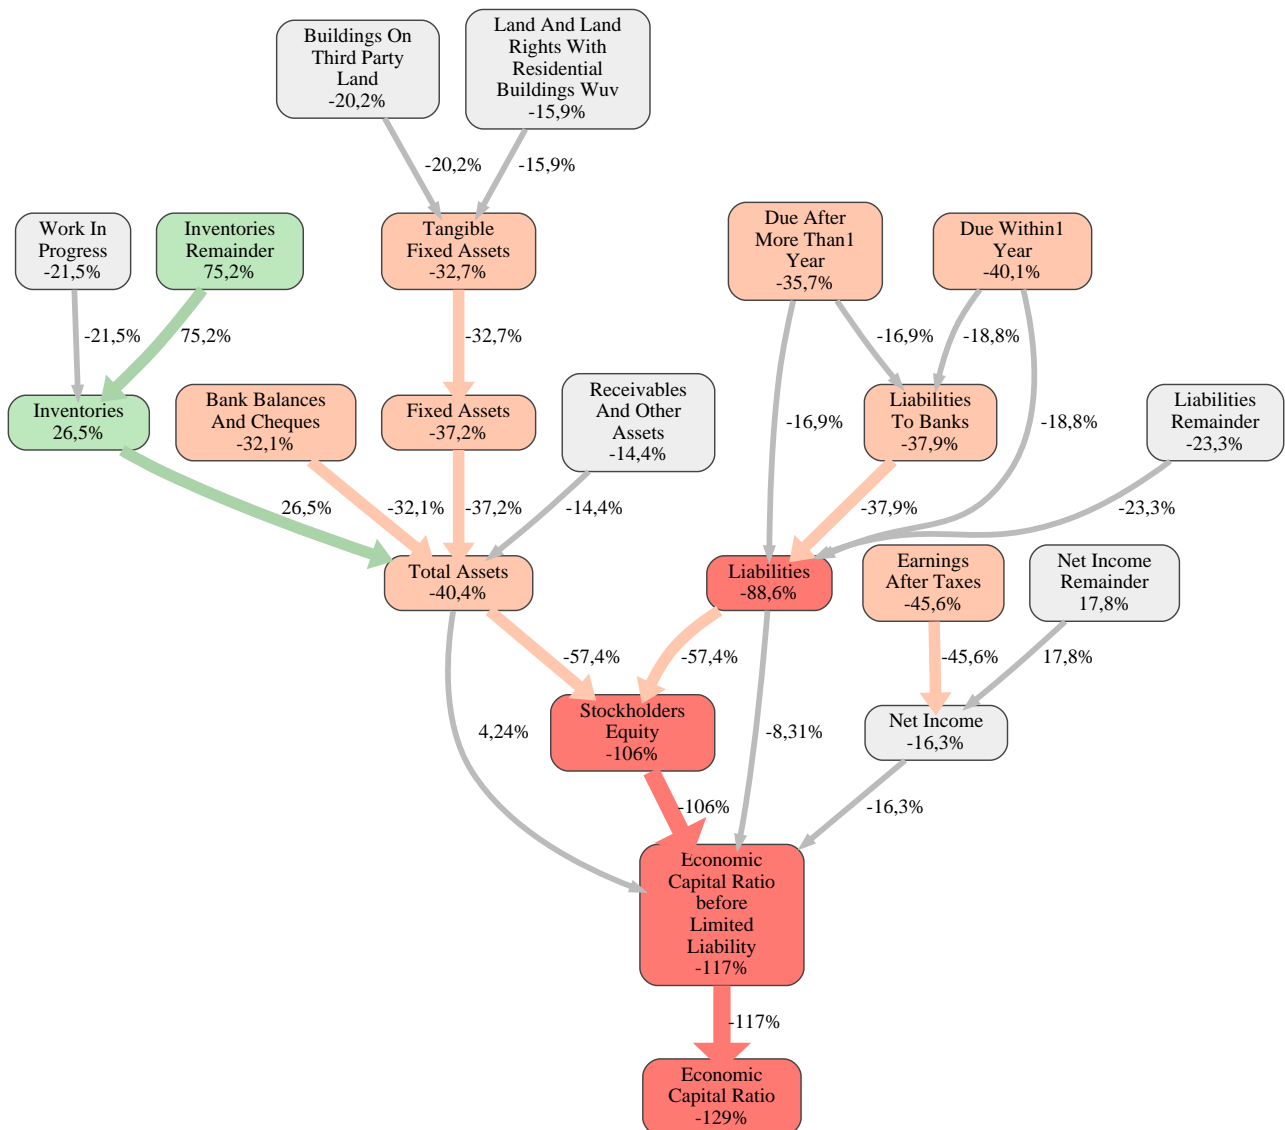 Buildings On
Third Party
Land
-20,2%
Land And Land
Rights With
Residential
Buildings Wuv
-15,9%
-20,2%
-15,9%
Work In
Progress
-21,5%
Inventories
Remainder
75,2%
Tangible
Fixed Assets
-32,7%
Due After
More Than1
Year
-35,7%
Due Within1
Year
-40,1%
-21,5%
75,2%
-32,7%
-16,9%
-18,8%
Inventories
26,5%
Bank Balances
And Cheques
-32,1%
Fixed Assets
-37,2%
Receivables
And Other
Assets
-14,4%
-16,9%
Liabilities
To Banks
-37,9%
-18,8%
Liabilities
Remainder
-23,3%
26,5%
-32,1%
-37,2%
-14,4%
-37,9%
-23,3%
Total Assets
-40,4%
Liabilities
-88,6%
Earnings
After Taxes
-45,6%
Net Income
Remainder
17,8%
-57,4%
-57,4%
-45,6%
17,8%
4,24%
Stockholders
Equity
-106%
-8,31%
Net Income
-16,3%
-106%
-16,3%
Economic
Capital Ratio
before
Limited
Liability
-117%
-117%
Economic
Capital Ratio
-129%